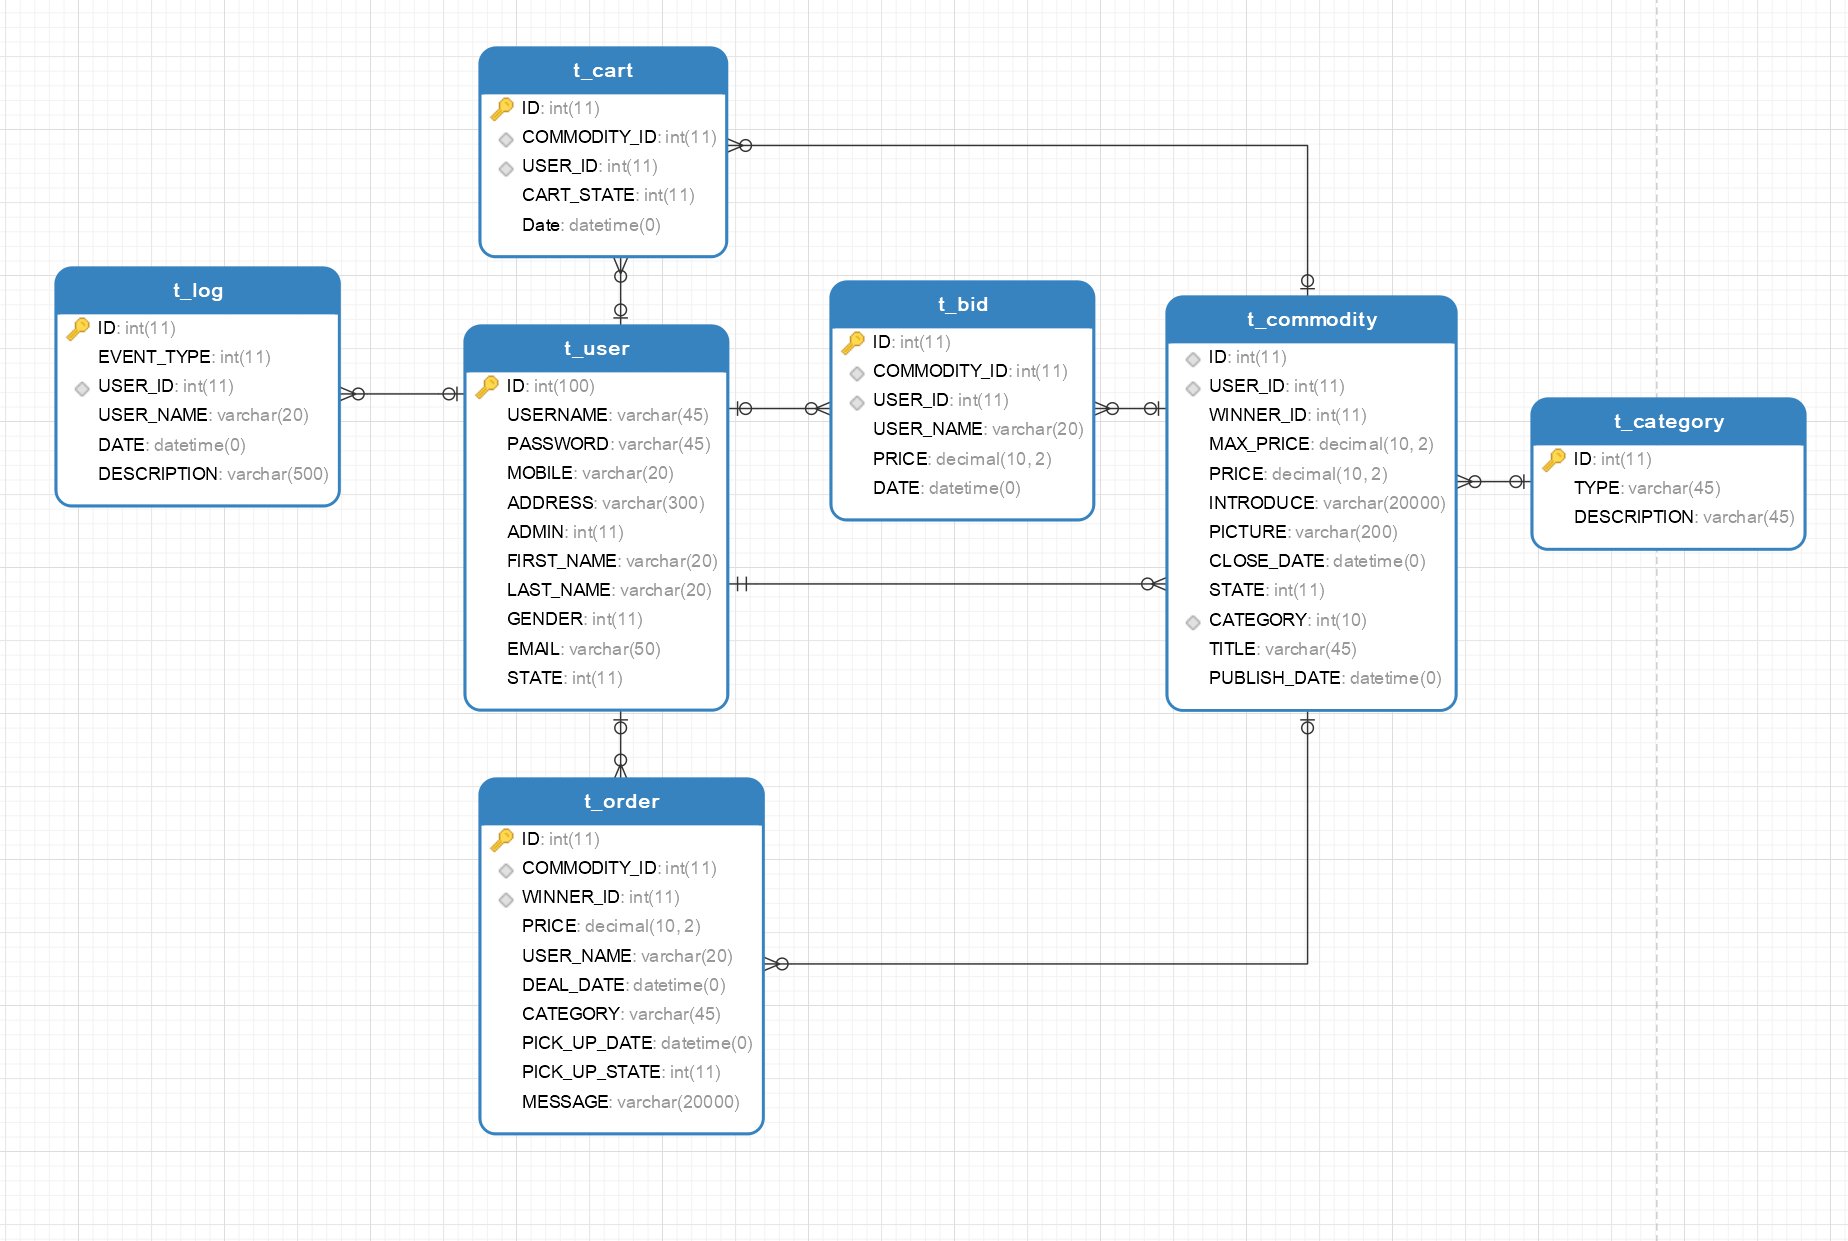 t_cart
ID: int(11)
COMMODITY_ID: int(11)
USER_ID: int(11)
CART_STATE: int(11)
Date: datetime(0)
t_log
ID: int(11)
EVENT_TYPE: int(11)
USER_ID: int(11)
USER_NAME: varchar(20)
DATE: datetime(0)
DESCRIPTION: varchar(500)
t_user
ID: int(100)
USERNAME: varchar(45)
PASSWORD: varchar(45)
MOBILE: varchar(20)
ADDRESS: varchar(300)
ADMIN: int(11)
FIRST_NAME: varchar(20)
LAST_NAME: varchar(20)
GENDER: int(11)
EMAIL: varchar(50)
STATE: int(11)
t_bid
ID: int(11)
COMMODITY_ID: int(11)
USER_ID: int(11)
USER_NAME: varchar(20)
PRICE: decimal(10, 2)
DATE: datetime(0)
t_commodity
ID: int(11)
USER_ID: int(11)
WINNER_ID: int(11)
MAX_PRICE: decimal(10, 2)
PRICE: decimal(10, 2)
INTRODUCE: varchar(20000)
PICTURE: varchar(200)
CLOSE_DATE: datetime(0)
STATE: int(11)
CATEGORY: int(10)
TITLE: varchar(45)
PUBLISH_DATE: datetime(0)
t_category
ID: int(11)
TYPE: varchar(45)
DESCRIPTION: varchar(45)
t_order
ID: int(11)
COMMODITY_ID: int(11)
WINNER_ID: int(11)
PRICE: decimal(10, 2)
USER_NAME: varchar(20)
DEAL_DATE: datetime(0)
CATEGORY: varchar(45)
PICK_UP_DATE: datetime(0)
PICK_UP_STATE: int(11)
MESSAGE: varchar(20000)